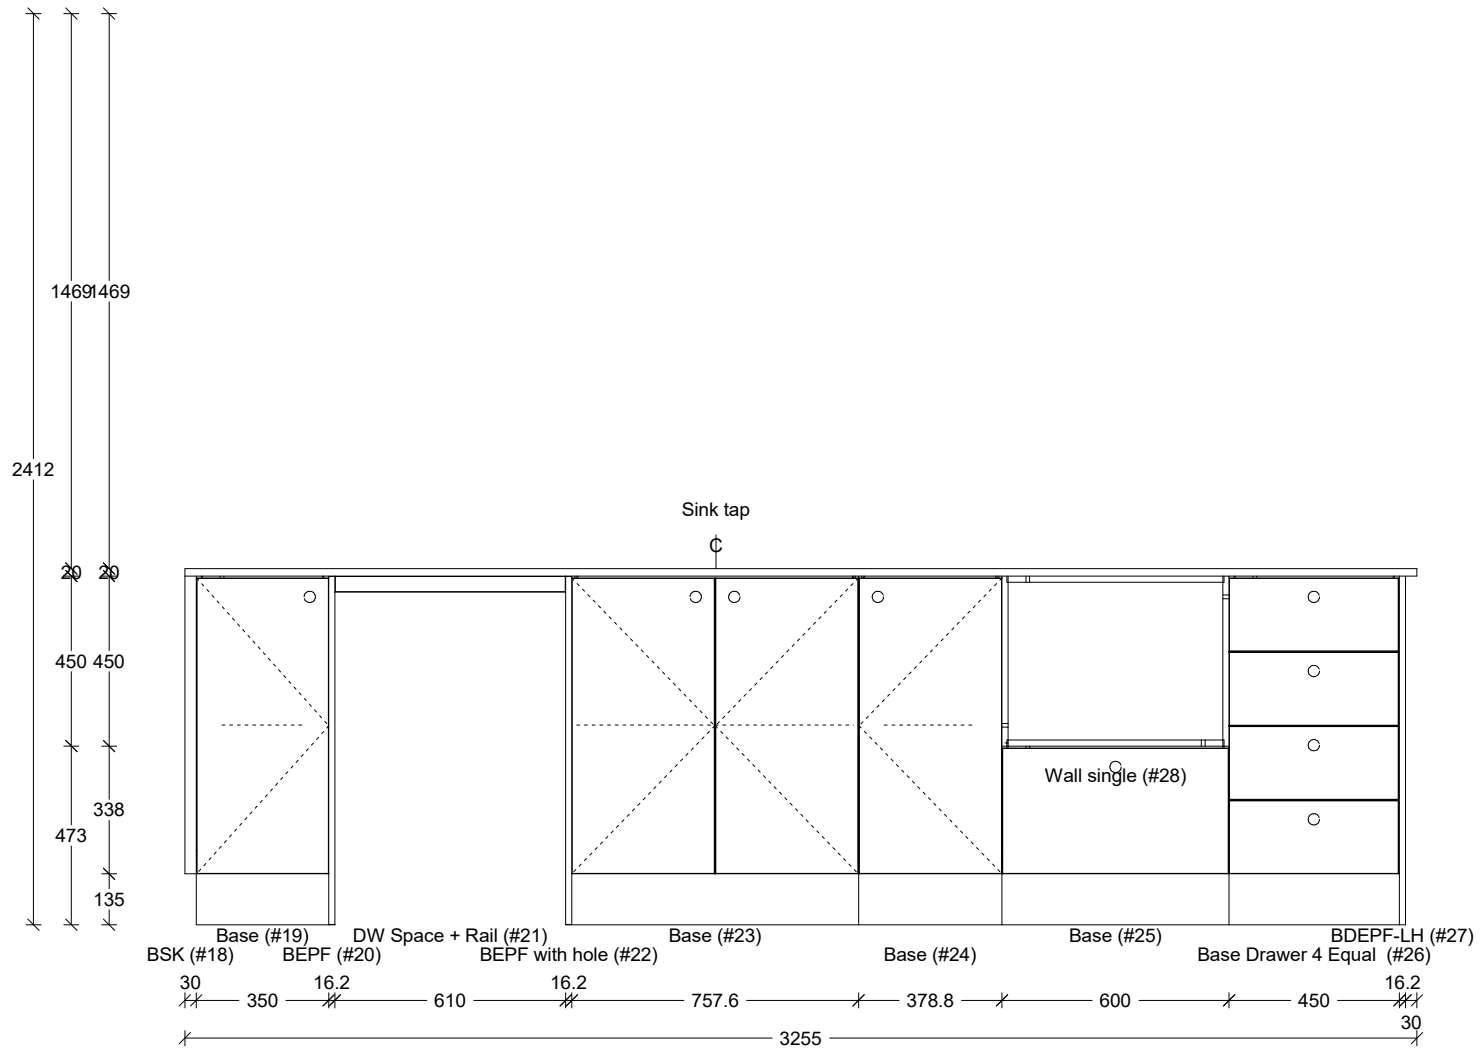 1469 1469
2412
Sink tap
C
20 20
450 450
Wall single (#28)
338
473
135
Base (#19) DW Space + Rail (#21) Base (#23) Base (#25) BDEPF-LH (#27)
BSK (#18) BEPF (#20) BEPF with hole (#22) Base (#24) Base Drawer 4 Equal (#26)
30 16.2 16.2 16.2
350 610 757.6 378.8 600 450
30
3255